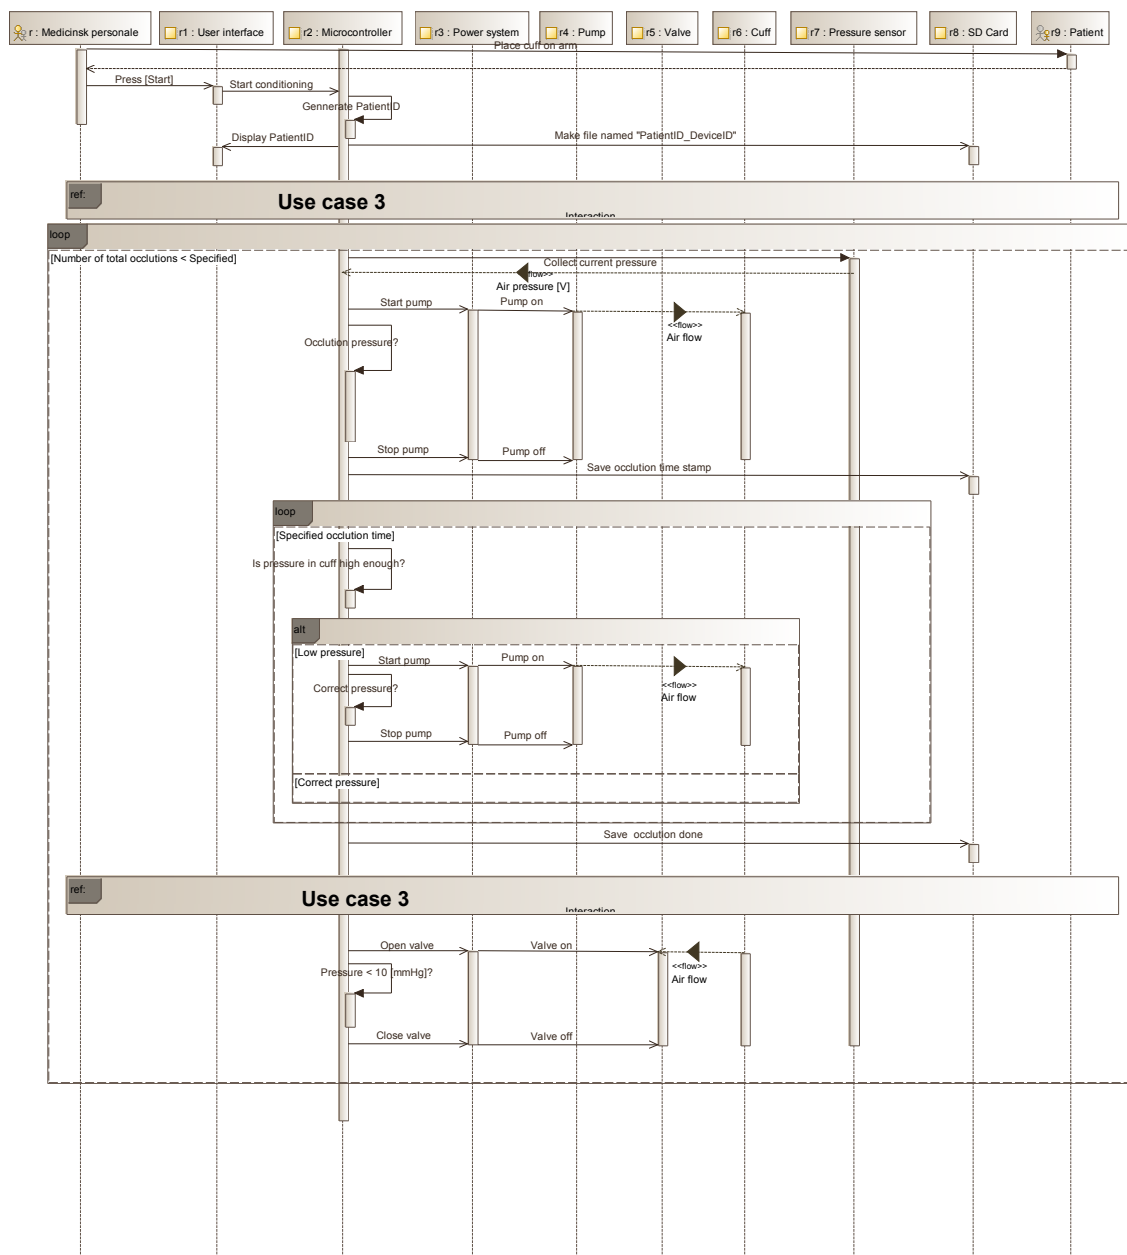 r : Medicinsk personale
r1 : User interface
r2 : Microcontroller
r3 : Power system
r4 : Pump
r5 : Valve
r6 : Cuff
r7 : Pressure sensor
r8 : SD Card
r9 : Patient
Place cuff on arm
Press [Start]
Start conditioning
Gennerate PatientID
Display PatientID
Make file named "PatientID_DeviceID"
ref:
Use case 3
Interaction
loop
[Number of total occlutions < Specified]
Collect current pressure
flow>>
Air pressure [V]
Start pump
Pump on
<<flow>>
Air flow
Occlution pressure?
Stop pump
Pump off
Save occlution time stamp
loop
[Specified occlution time]
Is pressure in cuff high enough?
alt
[Low pressure]
Start pump
Pump on
<<flow>>
Air flow
Correct pressure?
Stop pump
Pump off
[Correct pressure]
Save occlution done
ref:
Use case 3
Interaction
Open valve
Valve on
<<flow>>
Air flow
Pressure < 10 [mmHg]?
Close valve
Valve off